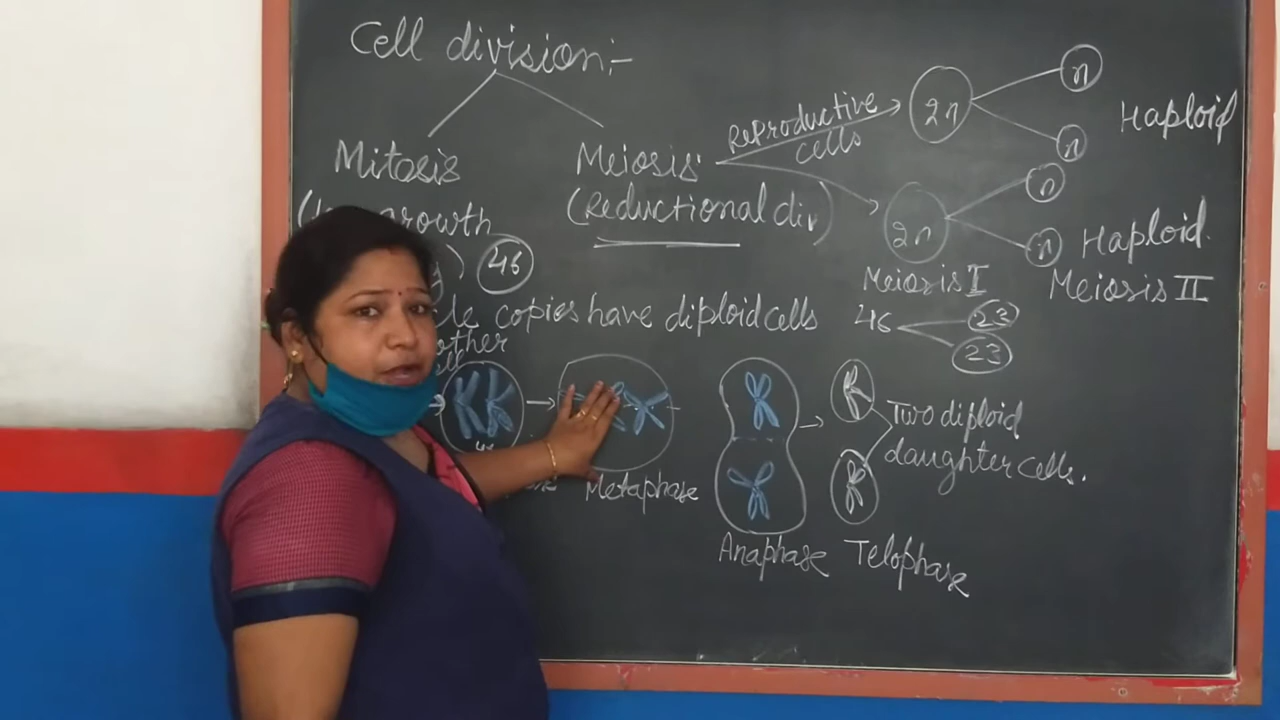 Cell division:-
Mitosis
Meiosis
growth
(Reductional div)
46
copies have diploid cells
other
Metaphase
Anaphase
Telophase
Two diploid
daughter cells.
Reproductive
cells
2n
n
n
Haploid
2n
n
n
Haploid.
Meiosis I
Meiosis II
46
23
23